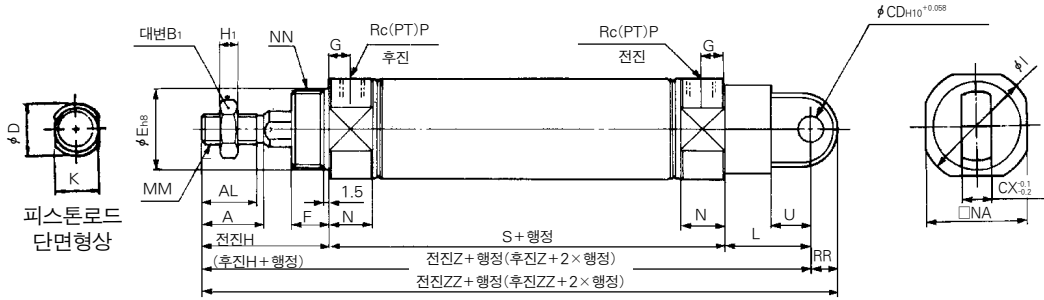 대변B1
H1
NN
G
Rc(PT)P
후진
Rc(PT)P
전진
G
φCDH10 +0.058
φI
φD
K
φEh8
MM
AL
A
F
1.5
N
N
U
L
CX -0.1 -0.2
□NA
피스톤로드
단면형상
전진H
(후진H+행정)
S+행정
전진Z+행정(후진Z+2×행정)
RR
전진ZZ+행정(후진ZZ+2×행정)